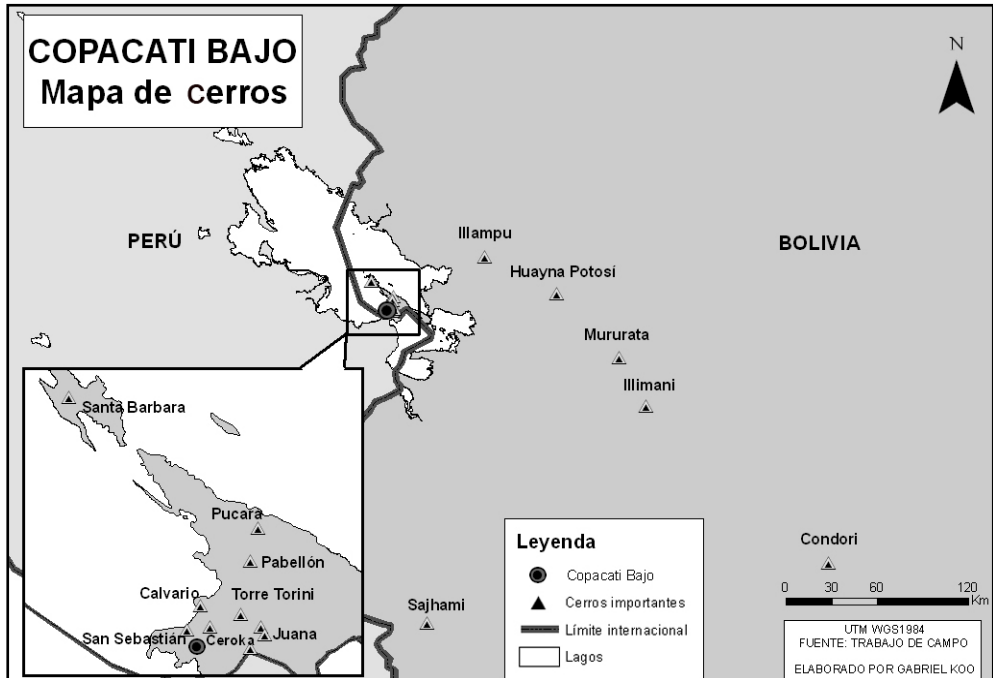 COPACATI BAJO
Mapa de cerros
N
PERÚ
BOLIVIA
Illampu
Huayna Potosí
Mururata
Illimani
Santa Barbara
Pucara
Pabellón
Calvario
Torre Torini
San Sebastián
Ceroka
Juana
Sajhami
Condori
Leyenda
Copacati Bajo
Cerros importantes
Límite internacional
Lagos
0 30 60 120
Km
UTM WGS1984
FUENTE: TRABAJO DE CAMPO
ELABORADO POR GABRIEL KOO